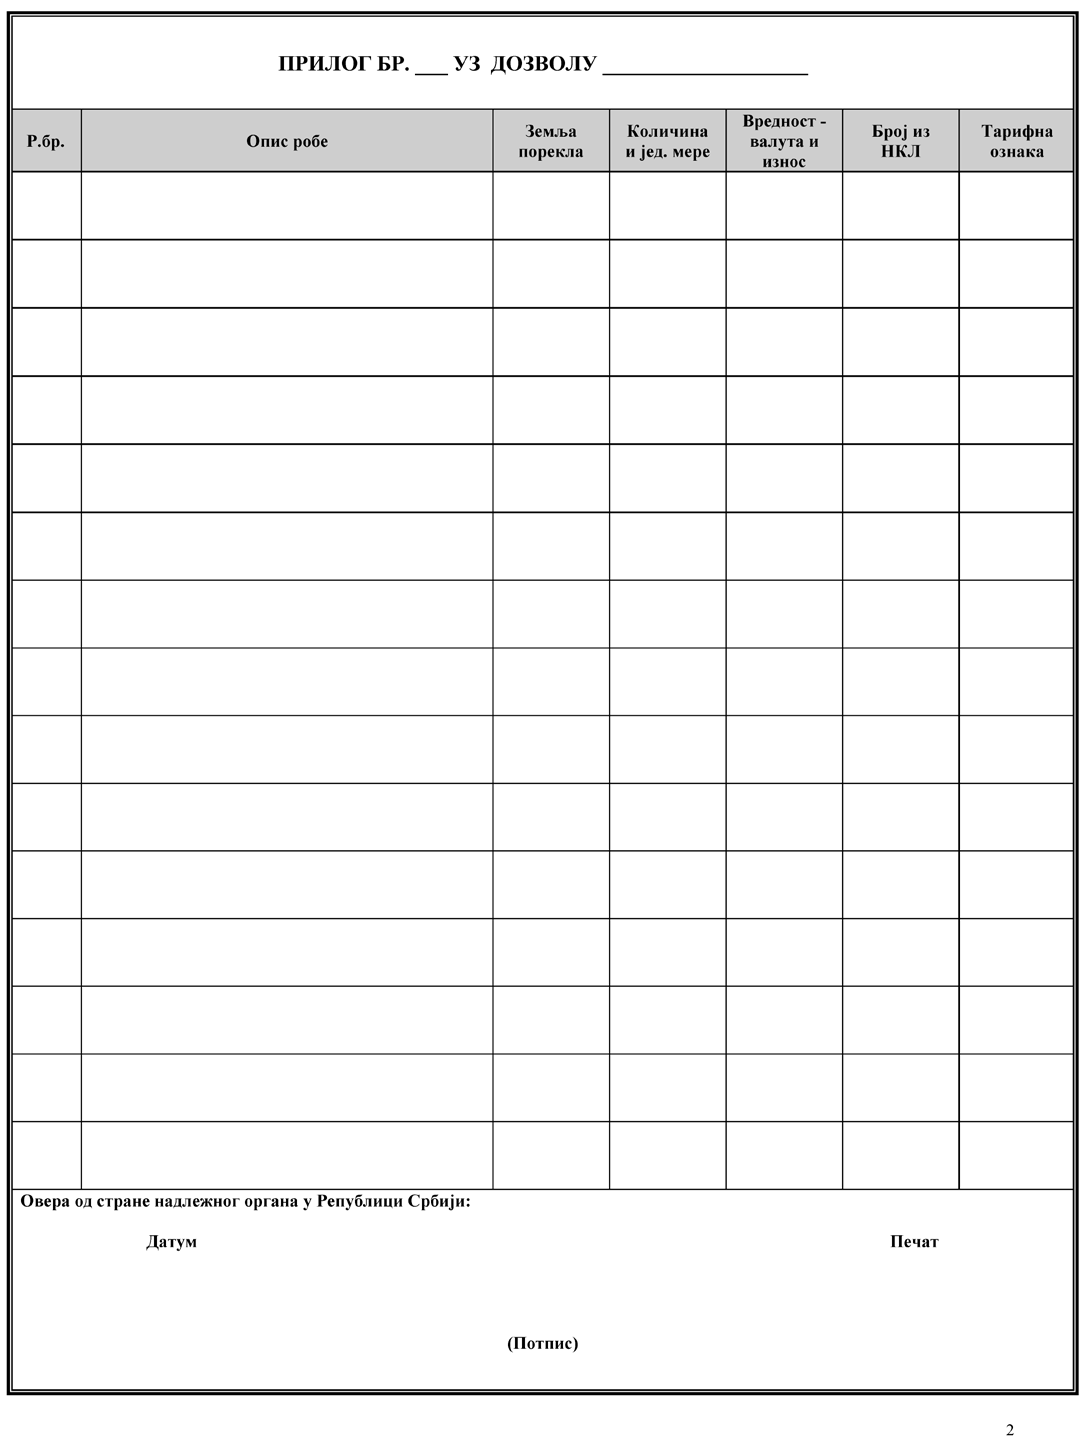 ПРИЛОГ БР. ___ УЗ ДОЗВОЛУ ___________________
Р.бр.
Опис робе
Земља
порекла
Количина
и јед. мере
Вредност -
валута и
износ
Број из
НКЛ
Тарифна
ознака
Овера од стране надлежног органа у Републици Србији:
Датум
Печат
(Потпис)
2